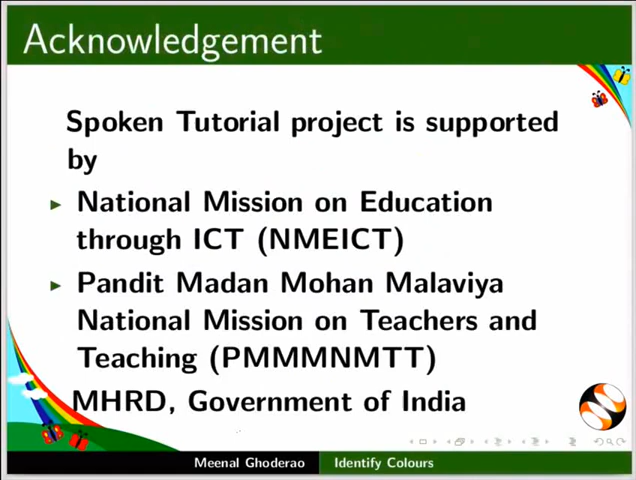 Acknowledgement
Spoken Tutorial project is supported
by
National Mission on Education
through ICT (NMEICT)
Pandit Madan Mohan Malaviya
National Mission on Teachers and
Teaching (PMMMNMTT)
MHRD, Government of India
Meenal Ghoderao Identify Colours